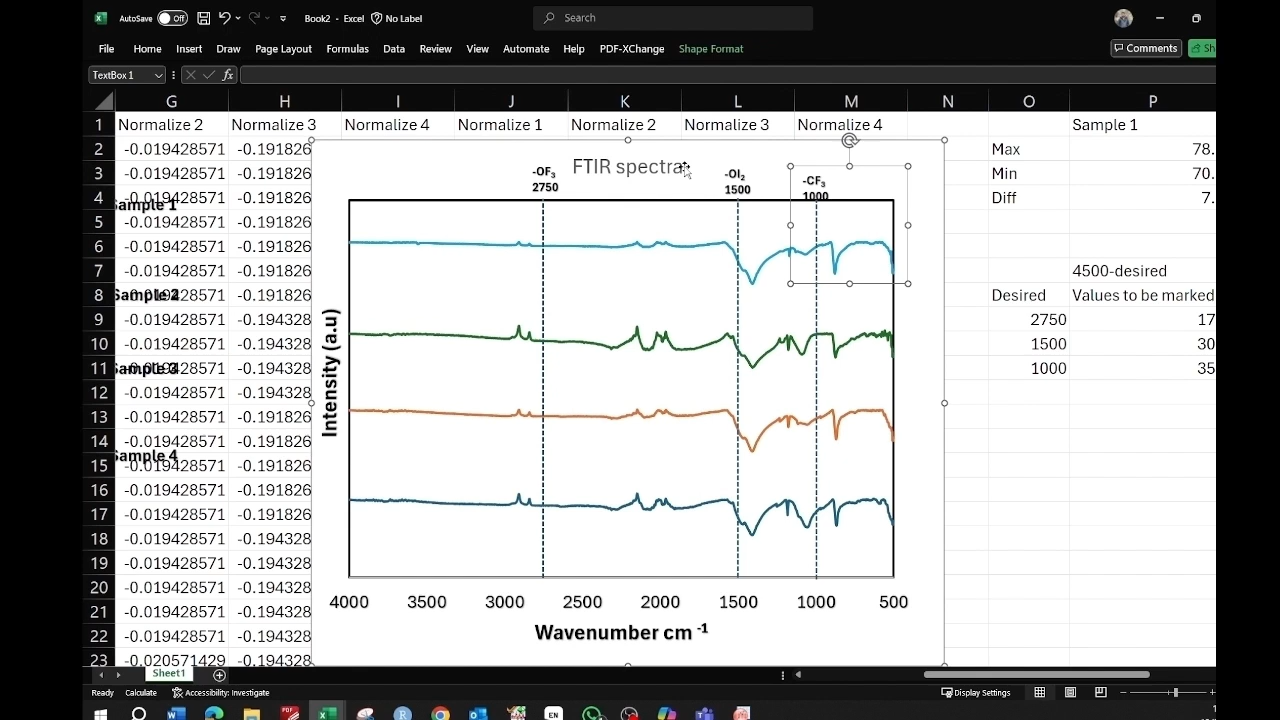 AutoSave Off Book2 - Excel No Label Search
File Home Insert Draw Page Layout Formulas Data Review View Automate Help PDF-XChange Shape Format Comments Sh
TextBox 1 fx
G H I J K L M N O P
1 Normalize 2 Normalize 3 Normalize 4 Normalize 1 Normalize 2 Normalize 3 Normalize 4 Sample 1
2 -0.019428571 -0.191826 Max 78.
3 -0.019428571 -0.191826 Min 70.
4 -0.019428571 -0.191826 Diff 7.
5 -0.019428571 -0.191826
6 -0.019428571 -0.191826
7 -0.019428571 -0.191826 4500-desired
8 -0.019428571 -0.191826 Desired Values to be marked
9 -0.019428571 -0.194328 2750 17
10 -0.019428571 -0.194328 1500 30
11 -0.019428571 -0.194328 1000 35
12 -0.019428571 -0.194328
13 -0.019428571 -0.194328
14 -0.019428571 -0.194328
15 -0.019428571 -0.191826
16 -0.019428571 -0.191826
17 -0.019428571 -0.191826
18 -0.019428571 -0.191826
19 -0.019428571 -0.191826
20 -0.019428571 -0.194328
21 -0.019428571 -0.194328
22 -0.019428571 -0.194328
23 -0.020571429 -0.194328
Sample 1
Sample 2
Sample 3
Sample 4
FTIR spectra
-OF₃
2750
-OI₂
1500
-CF₃
1000
Intensity (a.u)
4000 3500 3000 2500 2000 1500 1000 500
Wavenumber cm ⁻¹
Sheet1
Ready Calculate Accessibility: Investigate Display Settings
EN